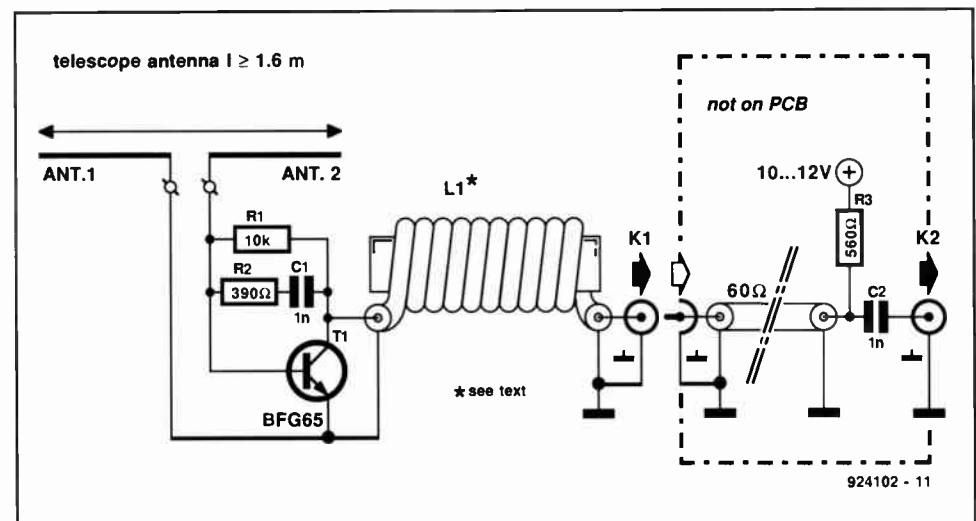 telescope antenna l ≥ 1.6 m
not on PCB
ANT.1
ANT. 2
L1*
10...12V
R3
560Ω
R1
10k
K1
K2
R2
C1
390Ω
1n
60Ω
C2
1n
T1
* see text
BFG65
924102 - 11